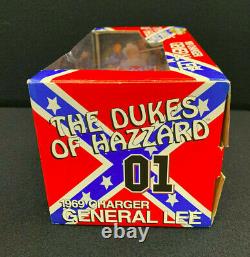 THE DUKES
OF HAZZARD
01
1969 CHARGER
GENERAL LEE